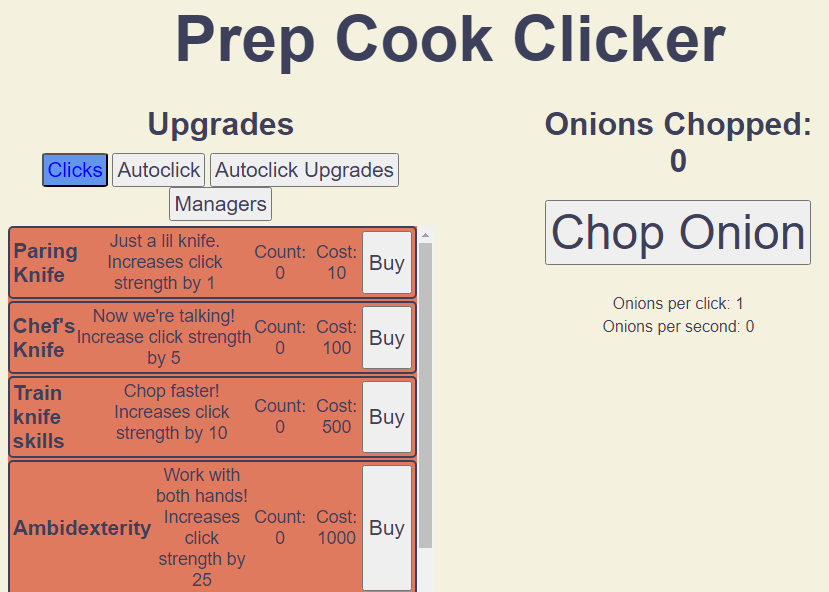 Prep Cook Clicker
Upgrades
Clicks Autoclick Autoclick Upgrades
Managers
Paring
Knife
Just a lil knife.
Increases click
strength by 1
Count:
0
Cost:
10
Buy
Chef's
Knife
Now we're talking!
Increase click strength
by 5
Count:
0
Cost:
100
Buy
Train
knife
skills
Chop faster!
Increases click
strength by 10
Count:
0
Cost:
500
Buy
Ambidexterity
Work with
both hands!
Increases
click
strength by
25
Count:
0
Cost:
1000
Buy
Onions Chopped:
0
Chop Onion
Onions per click: 1
Onions per second: 0